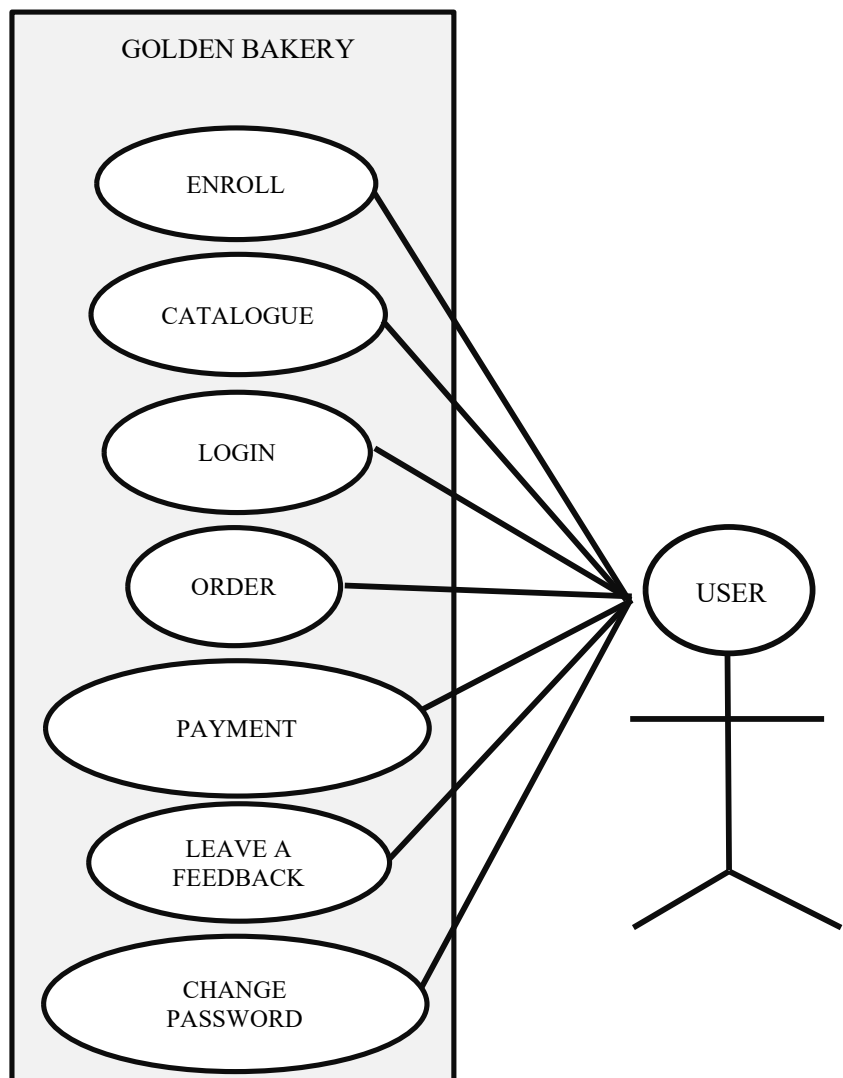 GOLDEN BAKERY
ENROLL
CATALOGUE
LOGIN
ORDER
USER
PAYMENT
LEAVE A
FEEDBACK
CHANGE
PASSWORD